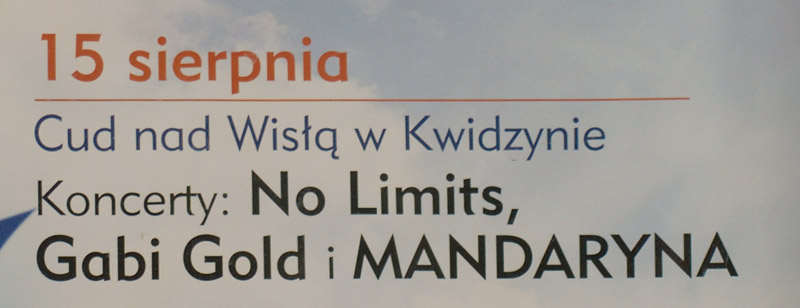 15 sierpnia
Cud nad Wisłą w Kwidzynie
Koncerty: No Limits,
Gabi Gold i MANDARYNA